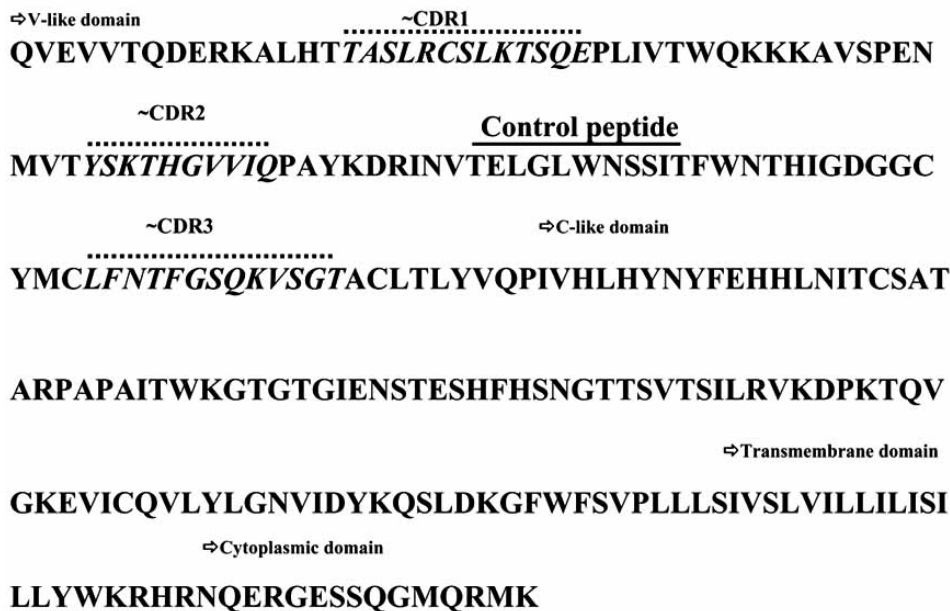 ⇨V-like domain ~CDR1
QVEVVTQDERKALHTTASLRCSLKTSQEPLIVTWQKKKAVSPEN
~CDR2 Control peptide
MVTYSKTHGVVIQPAYKDRINVTELGLWNSSITFWNTHIGDGGC
~CDR3 ⇨C-like domain
YMCLFNTFGSQKVSGTACLTLYVQPIVHLHYNYFEHHLNITCSAT
ARPAPAITWKGTGTGIENSTESHFHSNGTTSVTSILRVKDPKTQV
⇨Transmembrane domain
GKEVICQVLYLGNVIDYKQSLDKGFWFSVPLLLSIVSLVILLILISI
⇨Cytoplasmic domain
LLYWKRHRNQERGESSQGMQRMK